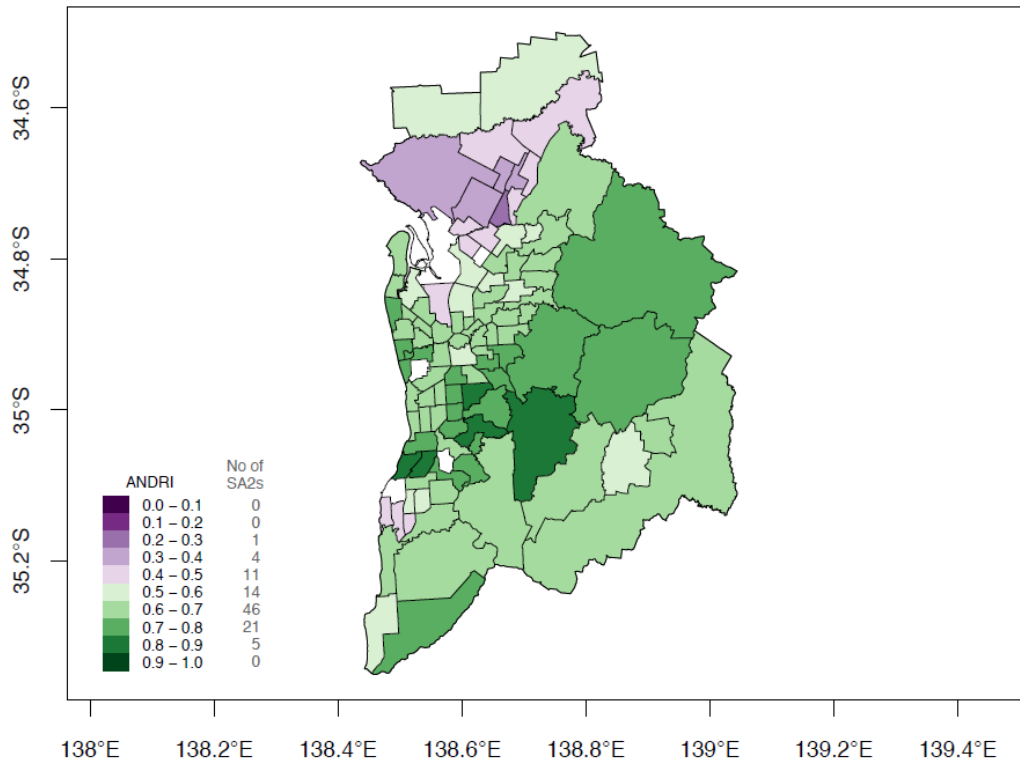 34.6°S
34.8°S
35°S
35.2°S
ANDRI No of SA2s
0.0 – 0.1 0
0.1 – 0.2 0
0.2 – 0.3 1
0.3 – 0.4 4
0.4 – 0.5 11
0.5 – 0.6 14
0.6 – 0.7 46
0.7 – 0.8 21
0.8 – 0.9 5
0.9 – 1.0 0
138°E 138.2°E 138.4°E 138.6°E 138.8°E 139°E 139.2°E 139.4°E